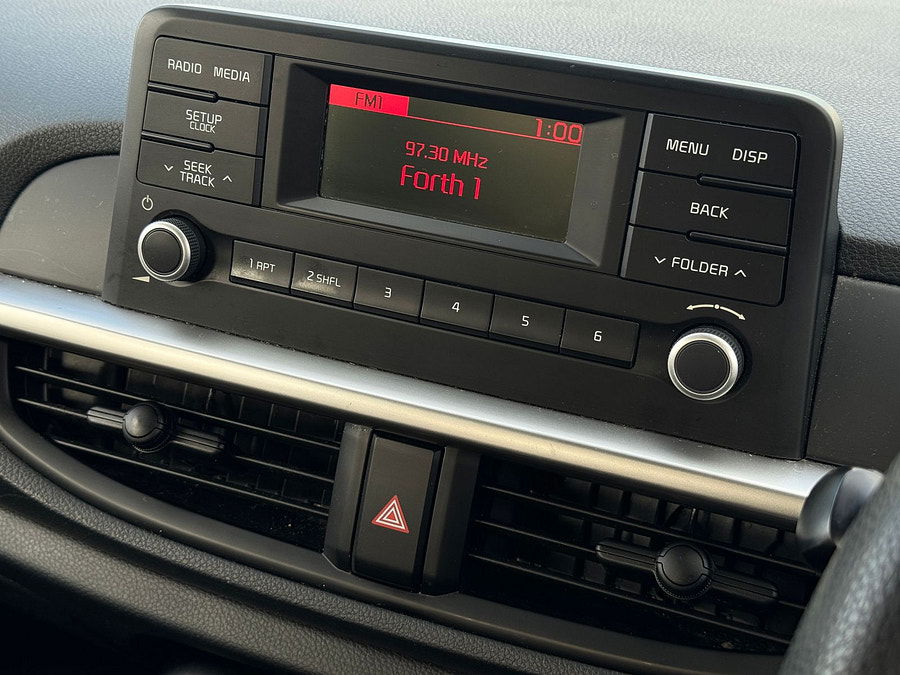 RADIO MEDIA
SETUP
CLOCK
SEEK
TRACK
FM1
1:00
97.30 MHz
Forth 1
MENU DISP
BACK
FOLDER
1 RPT
2 SHFL
3
4
5
6